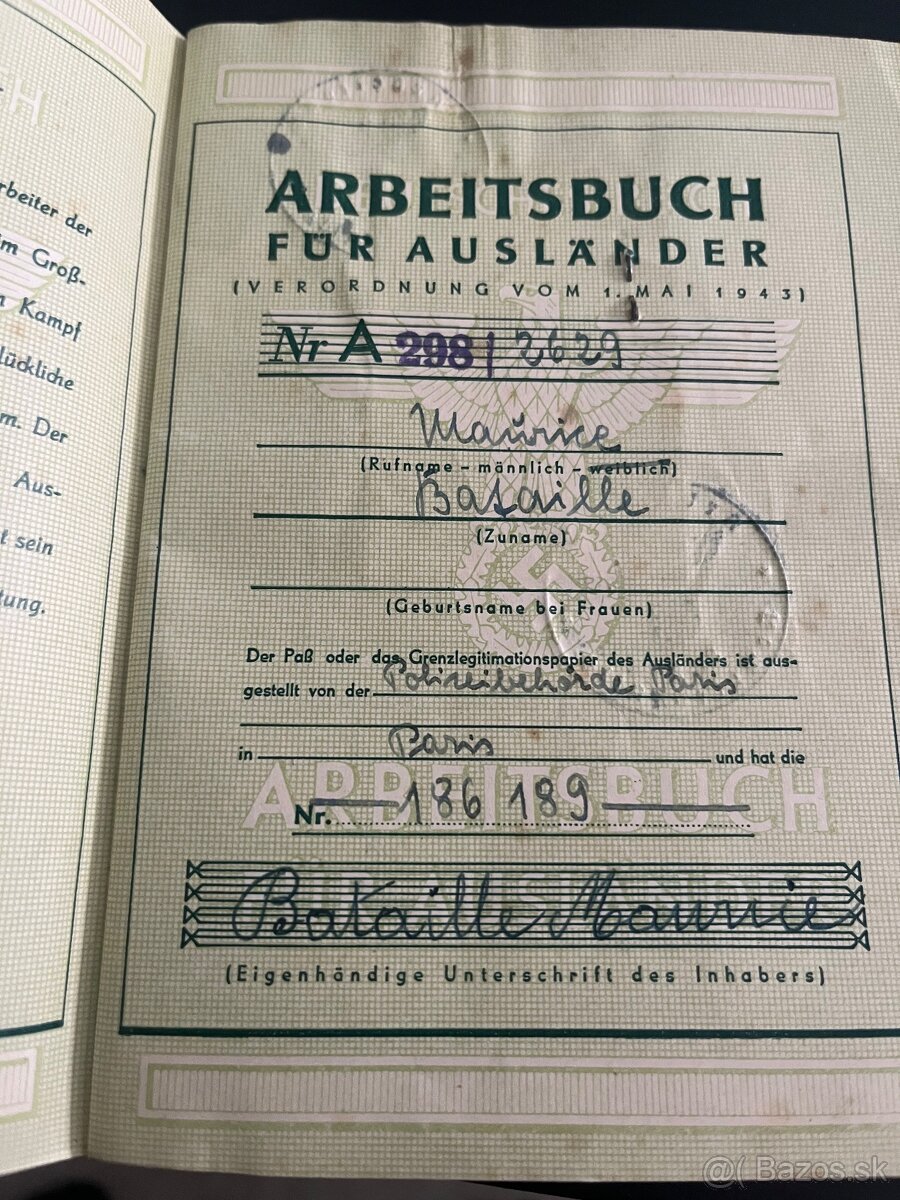 rbeiter der
im Groß-
n Kampf
lückliche
m. Der
Aus-
t sein
tung.
ARBEITSBUCH
FÜR AUSLÄNDER
(VERORDNUNG VOM 1. MAI 1943)
Nr A 298/2629
Maurice
(Rufname - männlich - weiblich)
Bataille
(Zuname)
(Geburtsname bei Frauen)
Der Paß oder das Grenzlegitimationspapier des Ausländers ist aus-
gestellt von der Polizeibehörde Paris
in Paris und hat die
ARBEITSBUCH
Nr. 186 189
Bataille Maurice
(Eigenhändige Unterschrift des Inhabers)
@( Bazos.sk